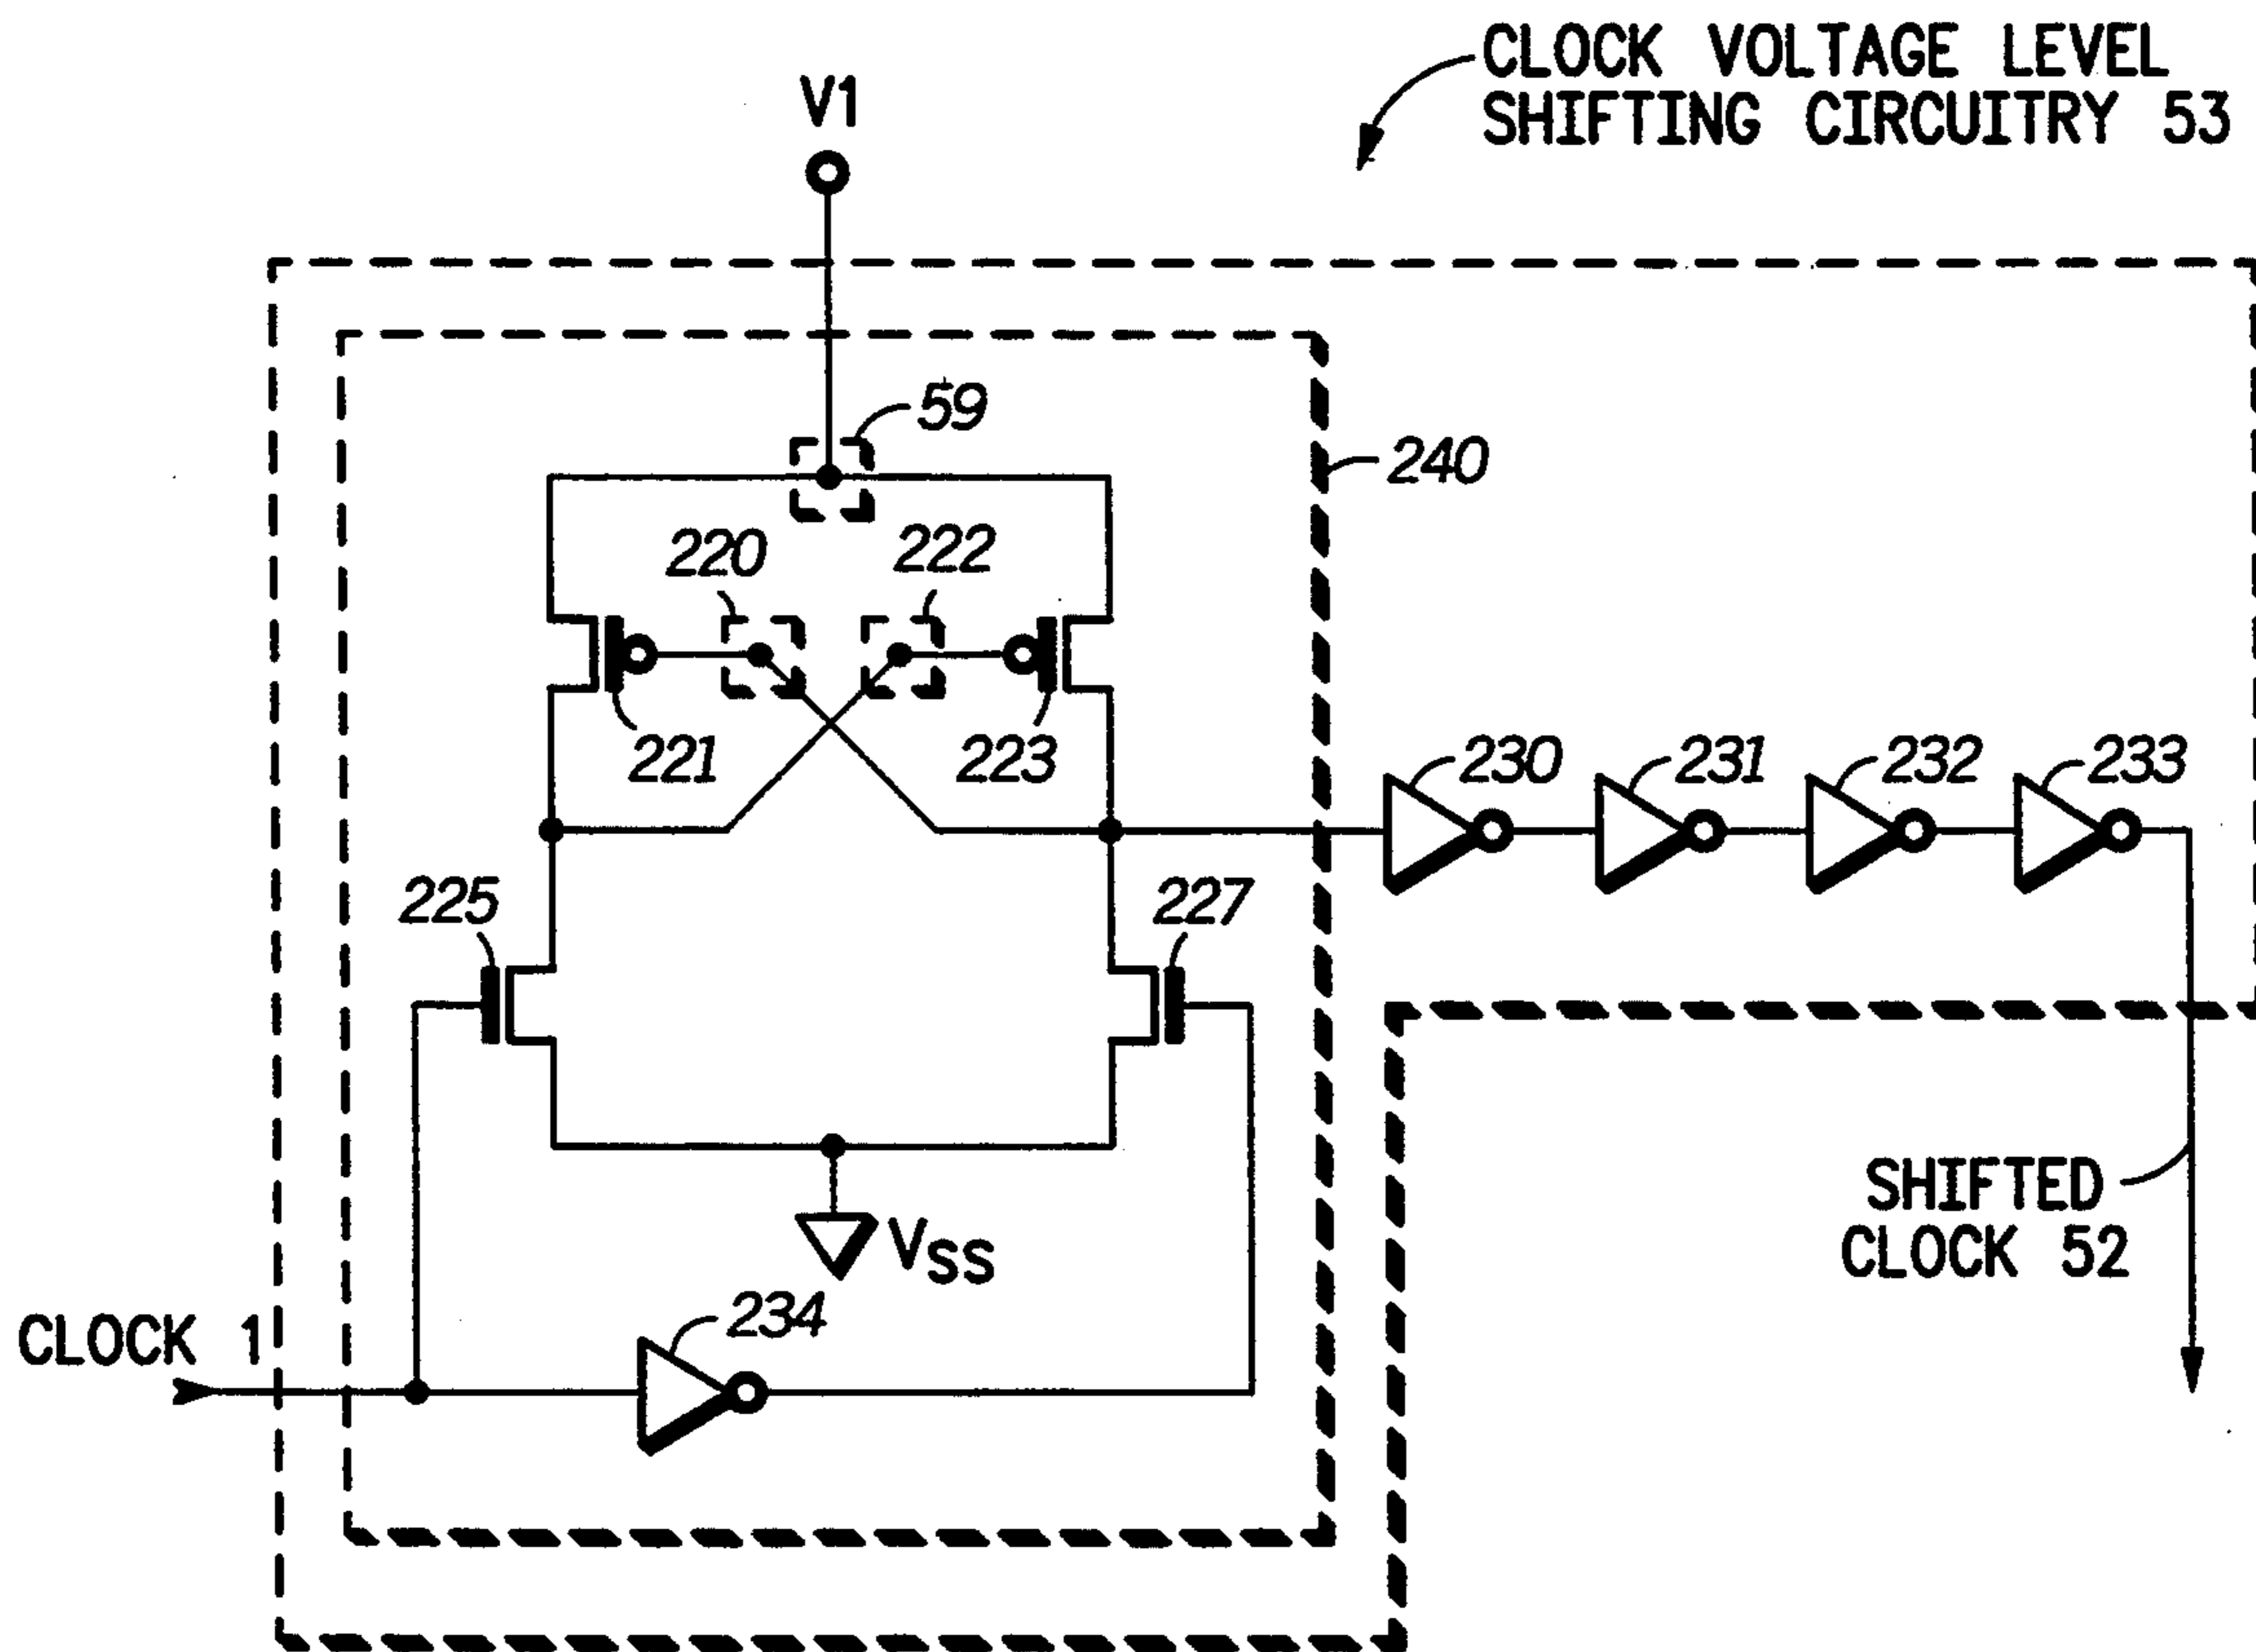 CLOCK VOLTAGE LEVEL
SHIFTING CIRCUITRY 53
V1
59
240
220
222
221
223
230
231
232
233
225
227
VSS
SHIFTED
CLOCK 52
234
CLOCK 1